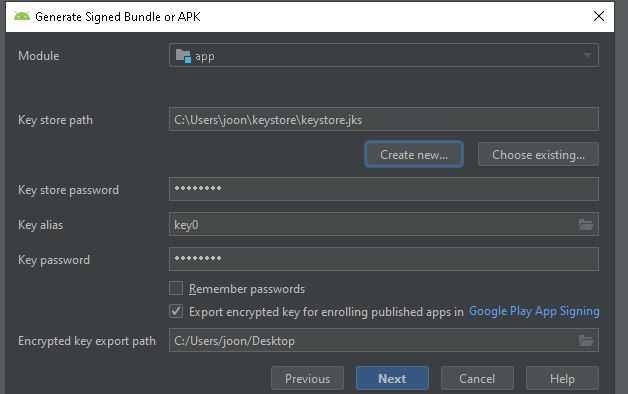 Generate Signed Bundle or APK
Module app
Key store path C:\Users\joon\keystore\keystore.jks
Create new... Choose existing...
Key store password ••••••••
Key alias key0
Key password ••••••••
Remember passwords
Export encrypted key for enrolling published apps in Google Play App Signing
Encrypted key export path C:/Users/joon/Desktop
Previous Next Cancel Help